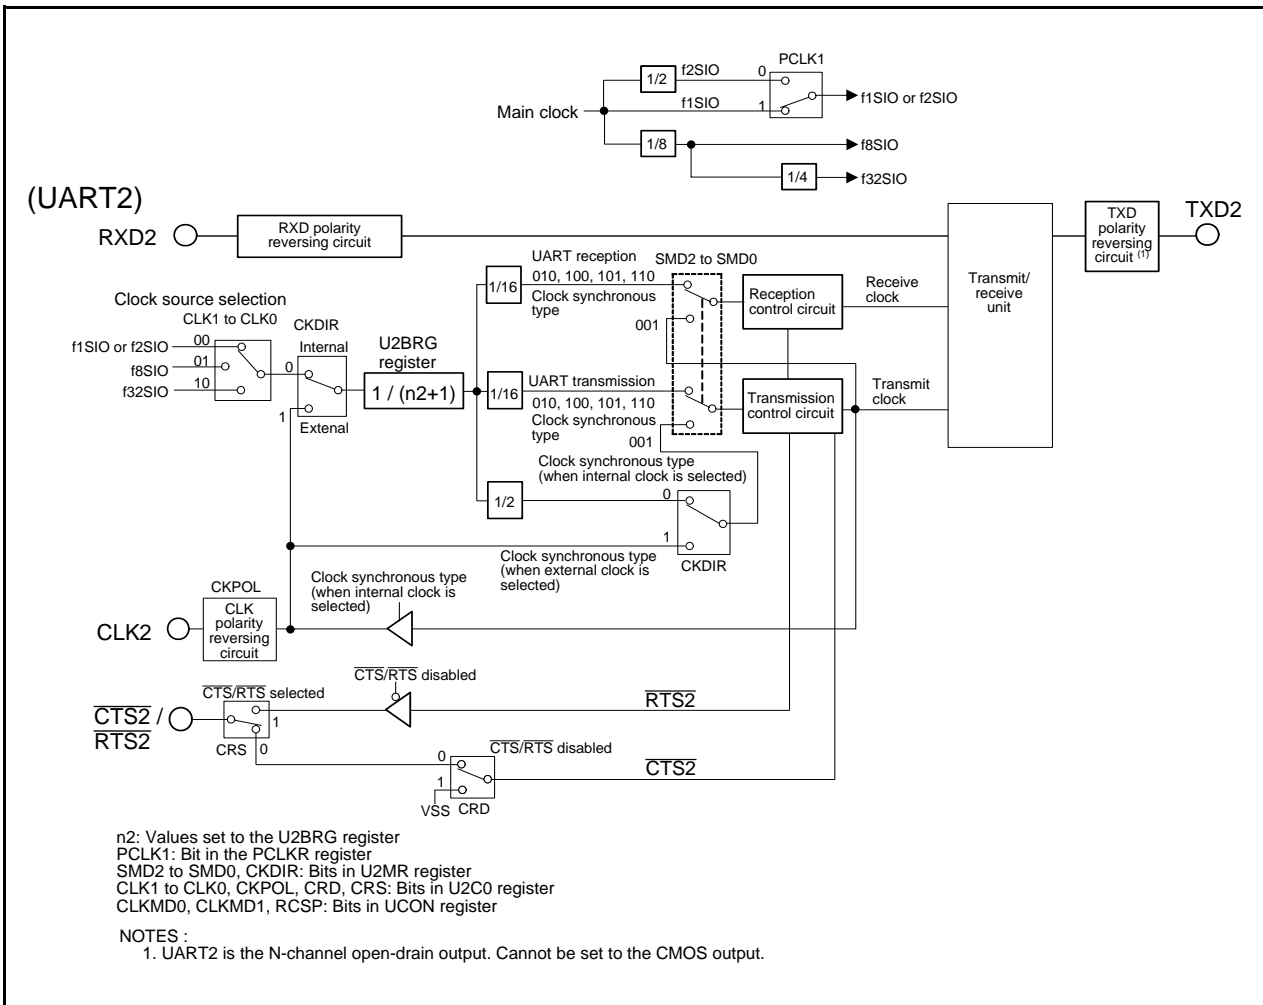 PCLK1
1/2
f2SIO
0
Main clock
f1SIO
1
f1SIO or f2SIO
1/8
f8SIO
1/4
f32SIO
(UART2)
RXD2
RXD polarity
reversing circuit
TXD
polarity
reversing
circuit (1)
TXD2
UART reception
SMD2 to SMD0
1/16
010, 100, 101, 110
Clock synchronous
type
001
Reception
control circuit
Receive
clock
Transmit/
receive
unit
Clock source selection
CLK1 to CLK0
CKDIR
f1SIO or f2SIO
00
Internal
f8SIO
01
0
f32SIO
10
1
Extenal
U2BRG
register
1 / (n2+1)
1/16
UART transmission
010, 100, 101, 110
Clock synchronous
type
001
Transmission
control circuit
Transmit
clock
Clock synchronous type
(when internal clock is selected)
1/2
0
1
CKDIR
Clock synchronous type
(when external clock is
selected)
CKPOL
Clock synchronous type
(when internal clock is
selected)
CLK2
CLK
polarity
reversing
circuit
CTS/RTS disabled
CTS/RTS selected
CTS2 /
RTS2
1
RTS2
CRS
0
CTS/RTS disabled
0
CTS2
1
VSS
CRD
n2: Values set to the U2BRG register
PCLK1: Bit in the PCLKR register
SMD2 to SMD0, CKDIR: Bits in U2MR register
CLK1 to CLK0, CKPOL, CRD, CRS: Bits in U2C0 register
CLKMD0, CLKMD1, RCSP: Bits in UCON register
NOTES :
1. UART2 is the N-channel open-drain output. Cannot be set to the CMOS output.